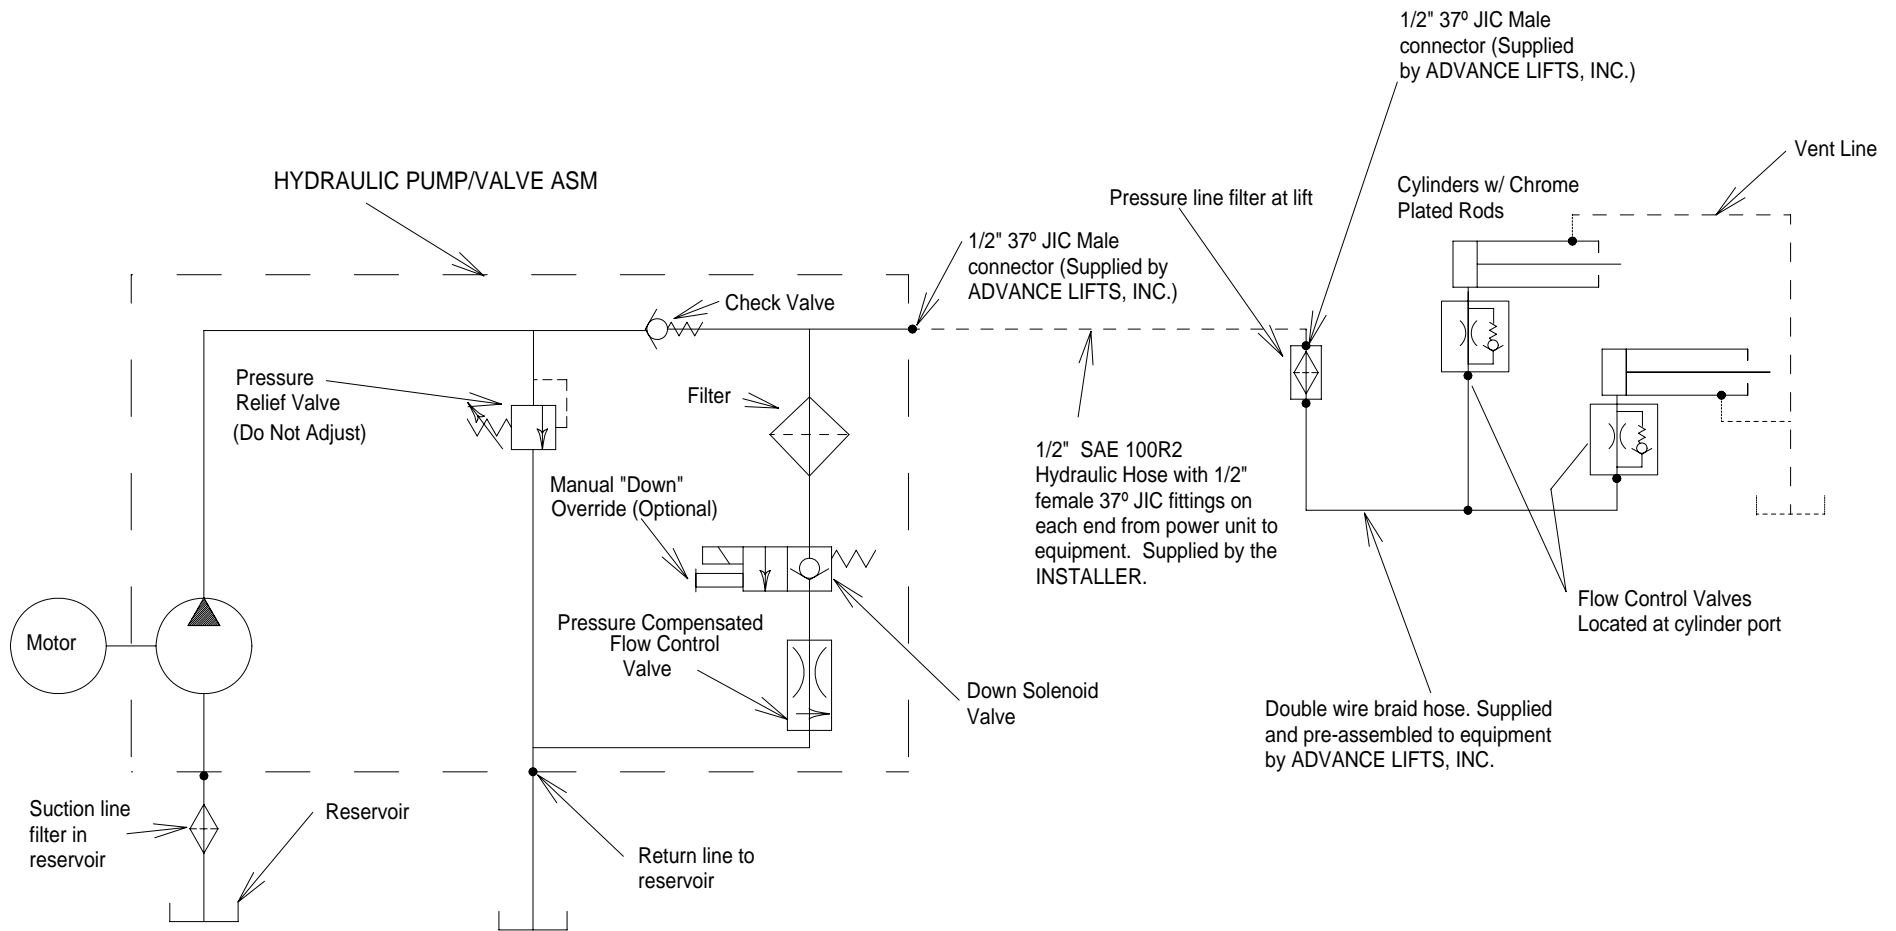 1/2" 37º JIC Male
connector (Supplied
by ADVANCE LIFTS, INC.)
Vent Line
HYDRAULIC PUMP/VALVE ASM
Cylinders w/ Chrome
Plated Rods
Pressure line filter at lift
1/2" 37º JIC Male
connector (Supplied by
ADVANCE LIFTS, INC.)
Check Valve
Pressure
Relief Valve
(Do Not Adjust)
Filter
1/2" SAE 100R2
Hydraulic Hose with 1/2"
female 37º JIC fittings on
each end from power unit to
equipment. Supplied by the
INSTALLER.
Manual "Down"
Override (Optional)
Flow Control Valves
Located at cylinder port
Motor
Pressure Compensated
Flow Control
Valve
Down Solenoid
Valve
Double wire braid hose. Supplied
and pre-assembled to equipment
by ADVANCE LIFTS, INC.
Suction line
filter in
reservoir
Reservoir
Return line to
reservoir